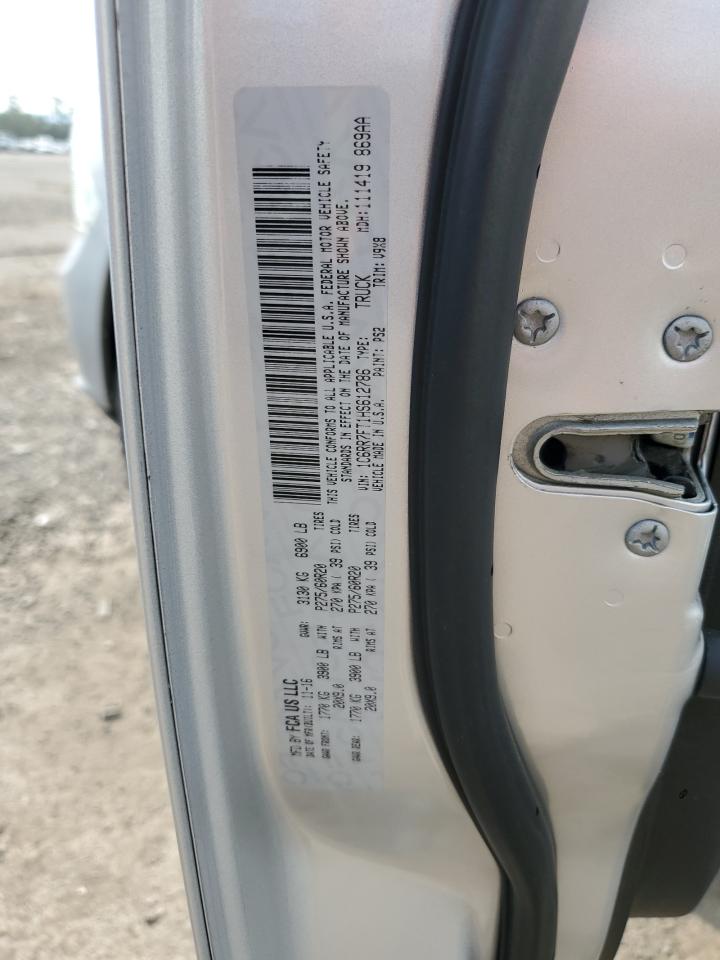 MFD BY FCA US LLC
DATE OF MFR/BUILT: 11-16 GVWR: 3130 KG 6900 LB
GAWR FRONT: 1770 KG 3900 LB WITH P275/60R20 TIRES
20X9.0 RIMS AT 270 KPA ( 39 PSI) COLD
GAWR REAR: 1770 KG 3900 LB WITH P275/60R20 TIRES
20X9.0 RIMS AT 270 KPA ( 39 PSI) COLD
THIS VEHICLE CONFORMS TO ALL APPLICABLE U.S.A. FEDERAL MOTOR VEHICLE SAFETY
STANDARDS IN EFFECT ON THE DATE OF MANUFACTURE SHOWN ABOVE.
VIN: 1C6RR7FT1HS612786 TYPE: TRUCK MDH:111419 869AA
VEHICLE MADE IN U.S.A. PAINT: PS2 TRIM: V9X8